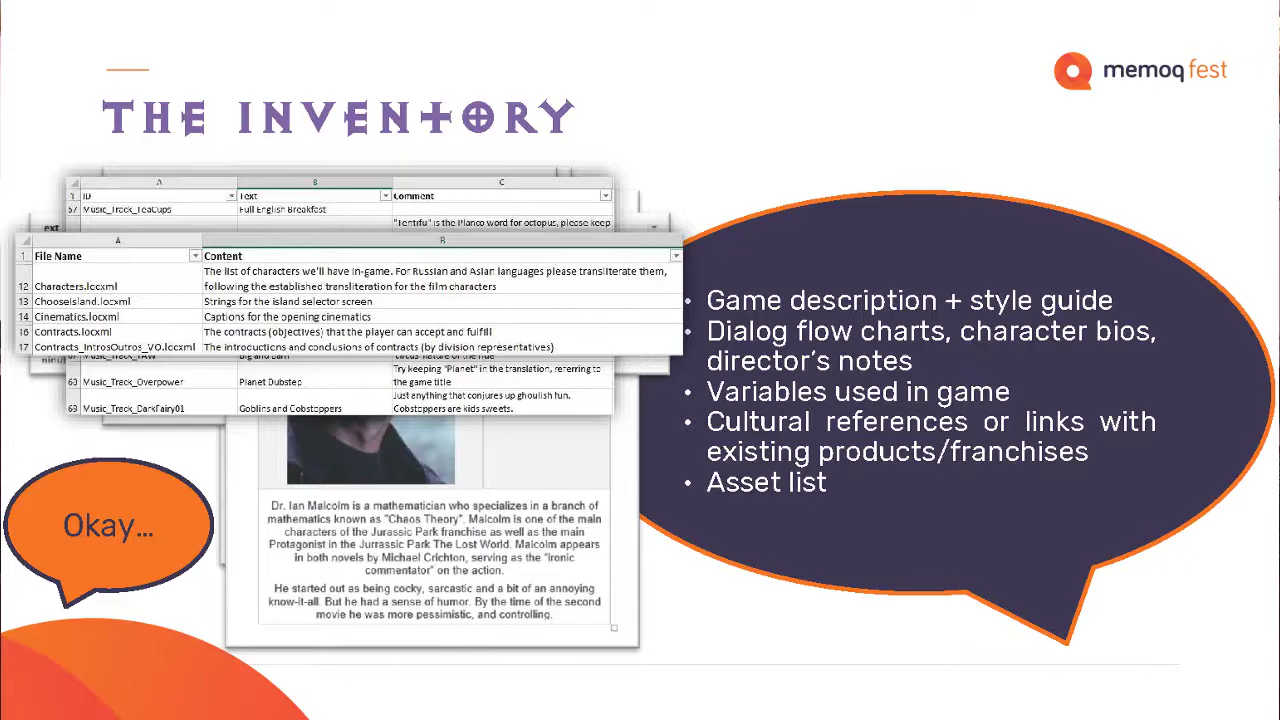 memoq fest
THE INVENTORY
A B C
1 ID Text Comment
57 Music_Track_TeaCups Full English Breakfast
"Tentifu" is the Planco word for octopus, please keep
ext
A B
1 File Name Content
The list of characters we'll have in-game. For Russian and Asian languages please transliterate them,
12 Characters.locxml following the established transliteration for the film characters
13 ChooseIsland.locxml Strings for the island selector screen
14 Cinematics.locxml Captions for the opening cinematics
16 Contracts.locxml The contracts (objectives) that the player can accept and fulfill
17 Contracts_IntrosOutros_VO.locxml The introductions and conclusions of contracts (by division representatives)
Try keeping "Planet" in the translation, referring to
63 Music_Track_Overpower Planet Dubstep the game title
Just anything that conjures up ghoulish fun.
69 Music_Track_DarkFairy01 Goblins and Cobstoppers Cobstoppers are kids sweets.
Dr. Ian Malcolm is a mathematician who specializes in a branch of
mathematics known as "Chaos Theory". Malcolm is one of the main
characters of the Jurassic Park franchise as well as the main
Protagonist in the Jurrassic Park The Lost World. Malcolm appears
in both novels by Michael Crichton, serving as the "ironic
commentator" on the action.
He started out as being cocky, sarcastic and a bit of an annoying
know-it-all. But he had a sense of humor. By the time of the second
movie he was more pessimistic, and controlling.
Okay...
• Game description + style guide
• Dialog flow charts, character bios,
director's notes
• Variables used in game
• Cultural references or links with
existing products/franchises
• Asset list